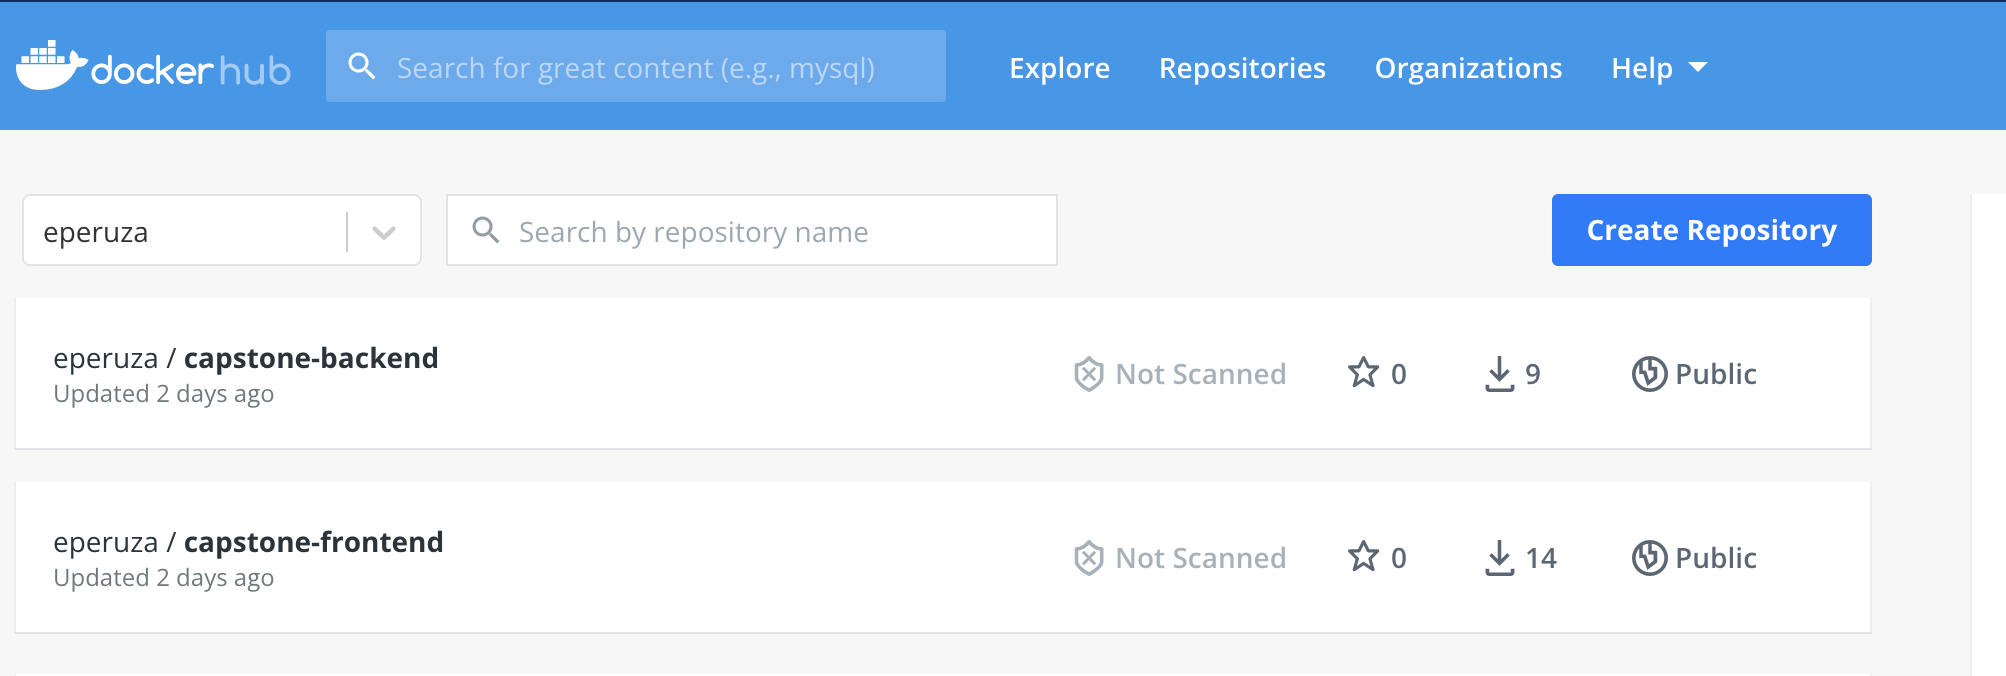 dockerhub Search for great content (e.g., mysql) Explore Repositories Organizations Help
eperuza Search by repository name Create Repository
eperuza / capstone-backend Not Scanned 0 9 Public
Updated 2 days ago
eperuza / capstone-frontend Not Scanned 0 14 Public
Updated 2 days ago